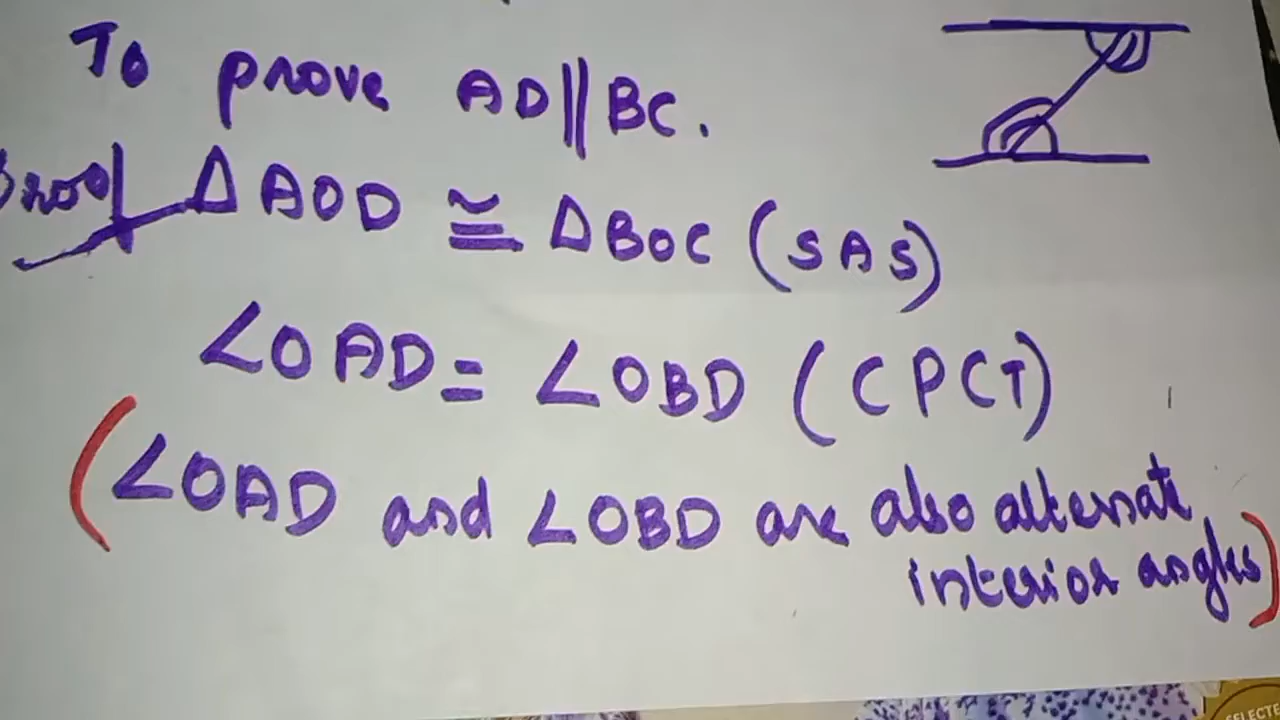 To prove AD||BC.
Proof ΔAOD ≅ ΔBOC (SAS)
∠OAD = ∠OBD (CPCT)
(∠OAD and ∠OBD are also alternate
interior angles)
SELECTE